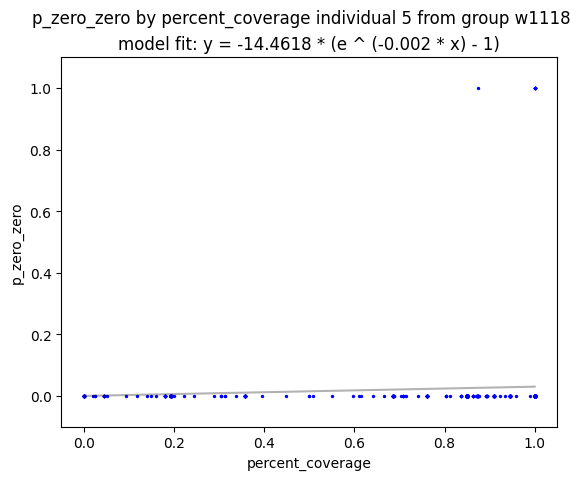 p_zero_zero by percent_coverage individual 5 from group w1118
model fit: y = -14.4618 * (e ^ (-0.002 * x) - 1)
1.0
0.8
0.6
0.4
0.2
0.0
p_zero_zero
0.0 0.2 0.4 0.6 0.8 1.0
percent_coverage